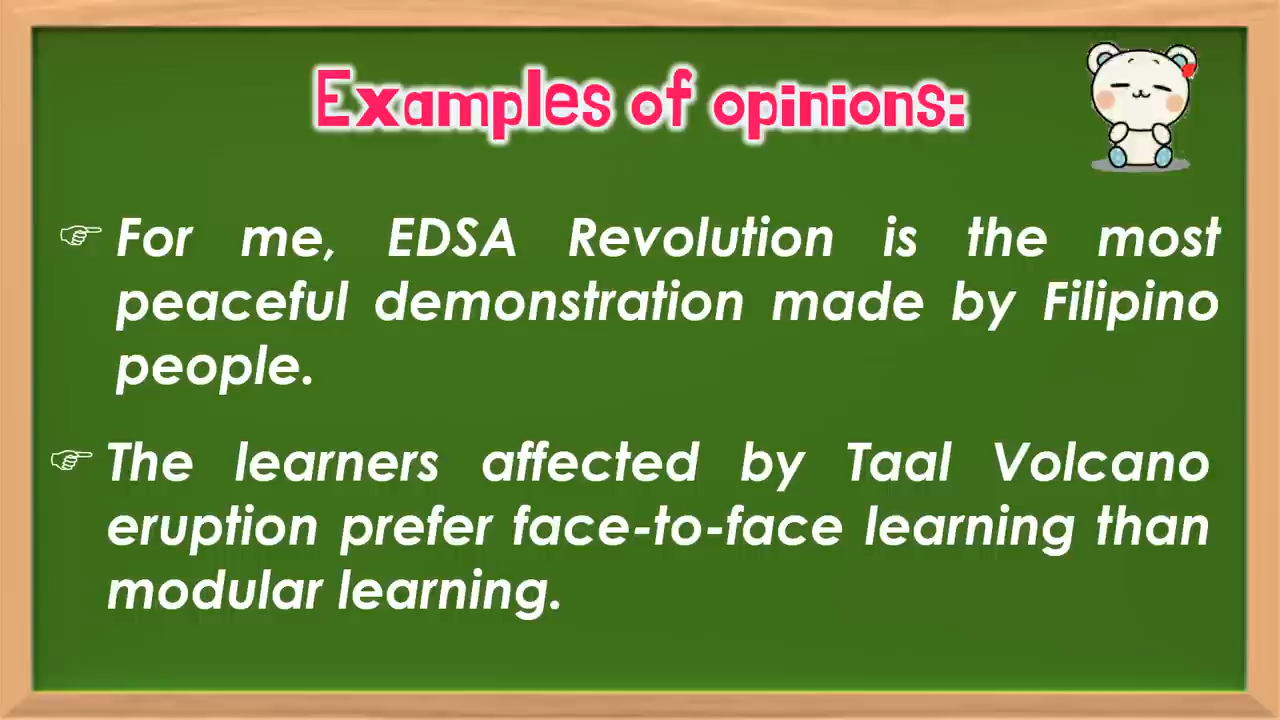 Examples of opinions:
☞ For me, EDSA Revolution is the most
peaceful demonstration made by Filipino
people.
☞ The learners affected by Taal Volcano
eruption prefer face-to-face learning than
modular learning.